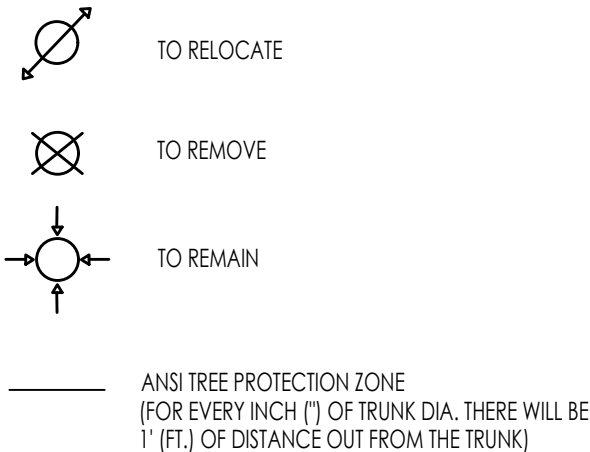 TO RELOCATE
TO REMOVE
TO REMAIN
ANSI TREE PROTECTION ZONE
(FOR EVERY INCH (") OF TRUNK DIA. THERE WILL BE
1' (FT.) OF DISTANCE OUT FROM THE TRUNK)